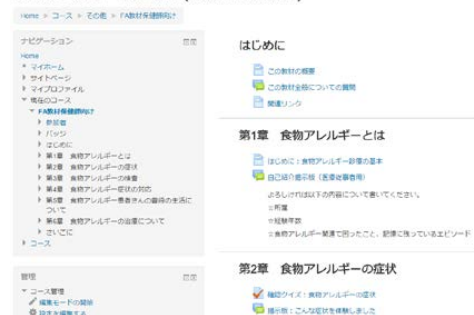 Home > コース > その他 > FA教材保健師向け
ナビゲーション
Home
マイホーム
サイトページ
マイプロファイル
現在のコース
FA教材保健師向け
参加者
バッジ
はじめに
第1章 食物アレルギーとは
第2章 食物アレルギーの症状
第3章 食物アレルギーの検査
第4章 食物アレルギー症状の対応
第5章 食物アレルギー患者さんの普段の生活に
ついて
第6章 食物アレルギーの治療について
さいごに
コース
管理
コース管理
編集モードの開始
設定を編集する
はじめに
この教材の概要
この教材全般についての質問
関連リンク
第1章 食物アレルギーとは
はじめに:食物アレルギー診療の基本
自己紹介掲示板(医療従事者用)
よろしければ以下の内容について書いてください。
☆所属
☆経験年数
☆食物アレルギー関連で困ったこと、記憶に残っているエピソード
第2章 食物アレルギーの症状
確認クイズ:食物アレルギーの症状
掲示板:こんな症状を体験しました